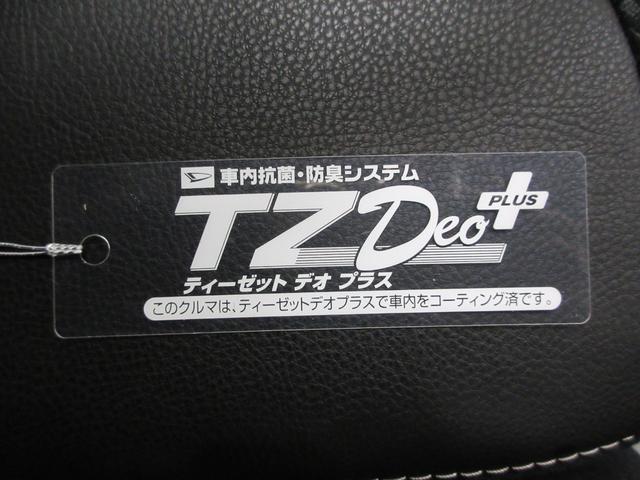 車内抗菌・防臭システム
TZ Deo PLUS
ティーゼット デオ プラス
このクルマは、ティーゼットデオプラスで車内をコーティング済です。